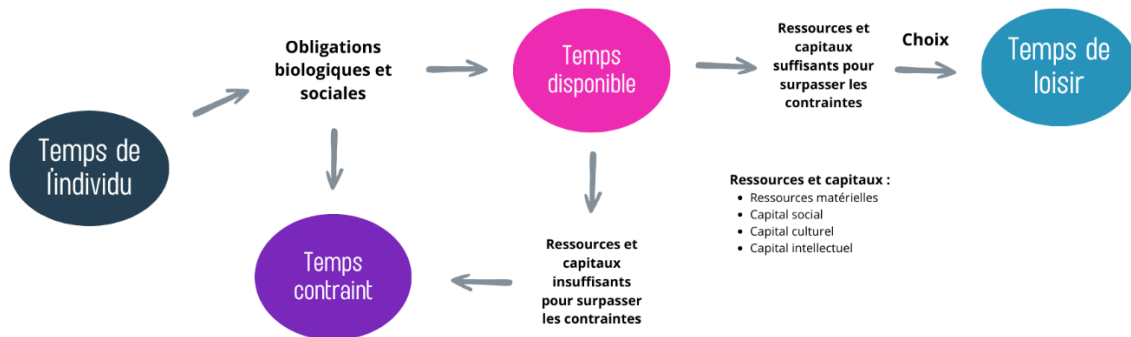 Temps de
l'individu
Obligations
biologiques et
sociales
Temps
disponible
Ressources et
capitaux
suffisants pour
surpasser les
contraintes
Choix
Temps de
loisir
Temps
contraint
Ressources et
capitaux
insuffisants
pour surpasser
les contraintes
Ressources et capitaux :
• Ressources matérielles
• Capital social
• Capital culturel
• Capital intellectuel